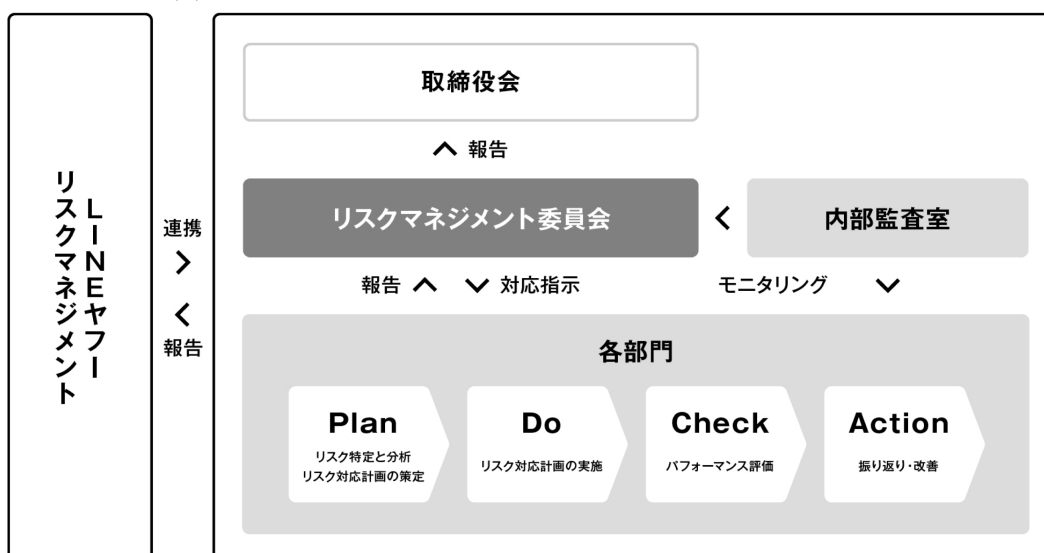 LINEヤフー
リスクマネジメント
連携
>
<
報告
取締役会
報告
リスクマネジメント委員会
<
内部監査室
報告
対応指示
モニタリング
各部門
Plan
リスク特定と分析
リスク対応計画の策定
Do
リスク対応計画の実施
Check
パフォーマンス評価
Action
振り返り・改善